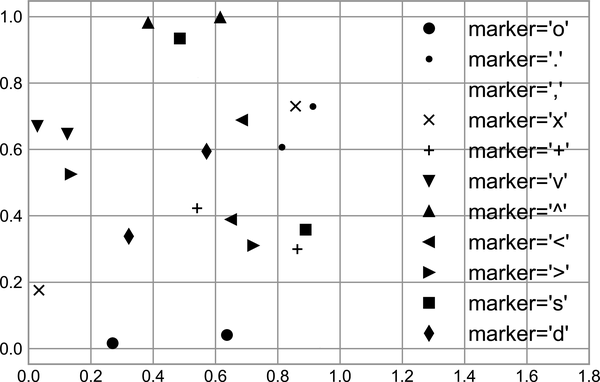 1.0
0.8
0.6
0.4
0.2
0.0
0.0 0.2 0.4 0.6 0.8 1.0 1.2 1.4 1.6 1.8
marker='o'
marker='.'
marker=','
marker='x'
marker='+'
marker='v'
marker='^'
marker='<'
marker='>'
marker='s'
marker='d'